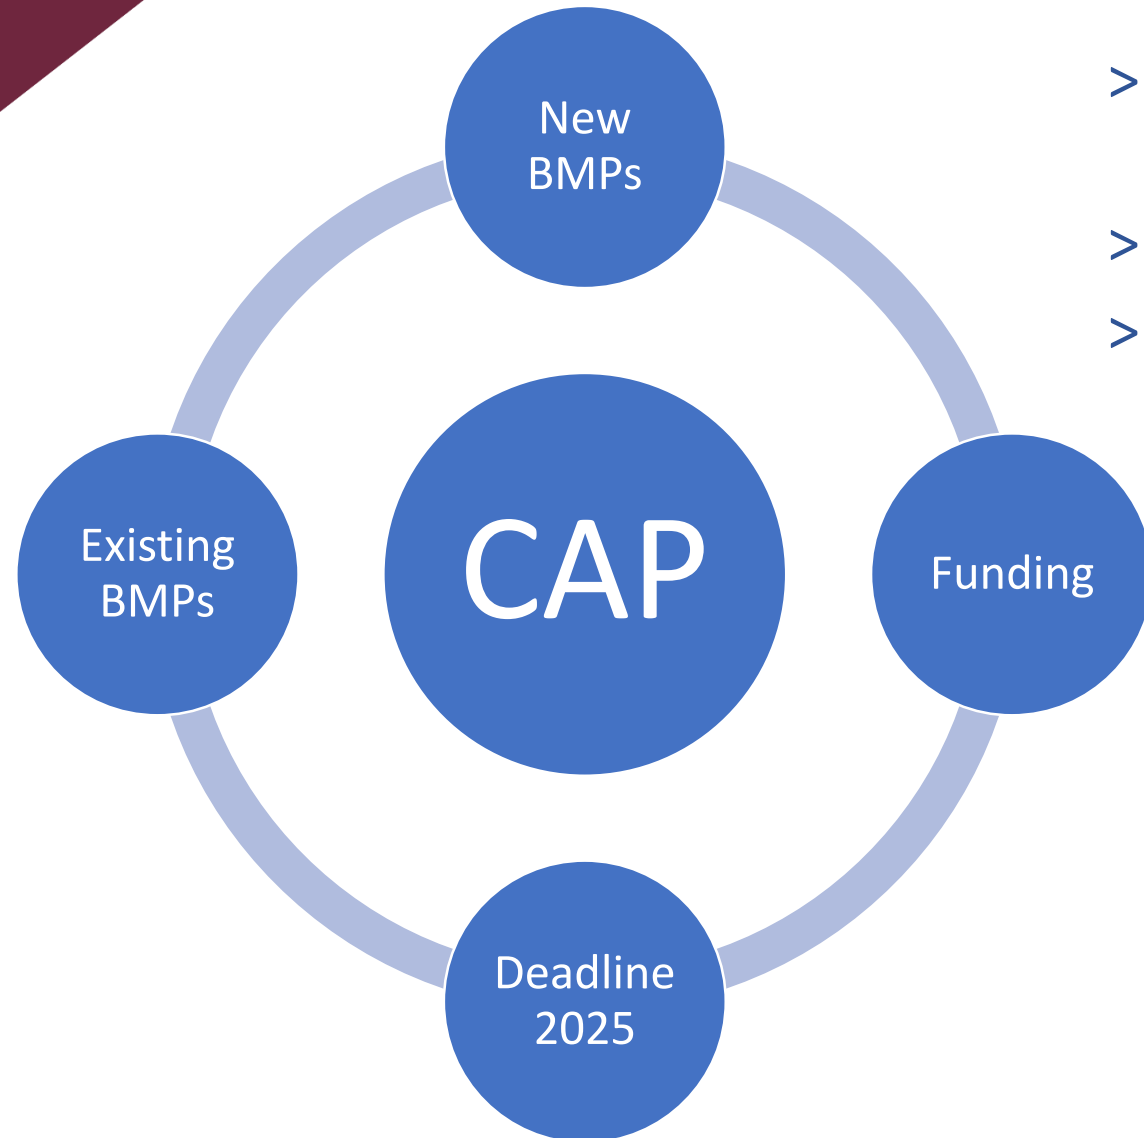 New
BMPs
>
>
>
Existing
BMPs
CAP
Funding
Deadline
2025